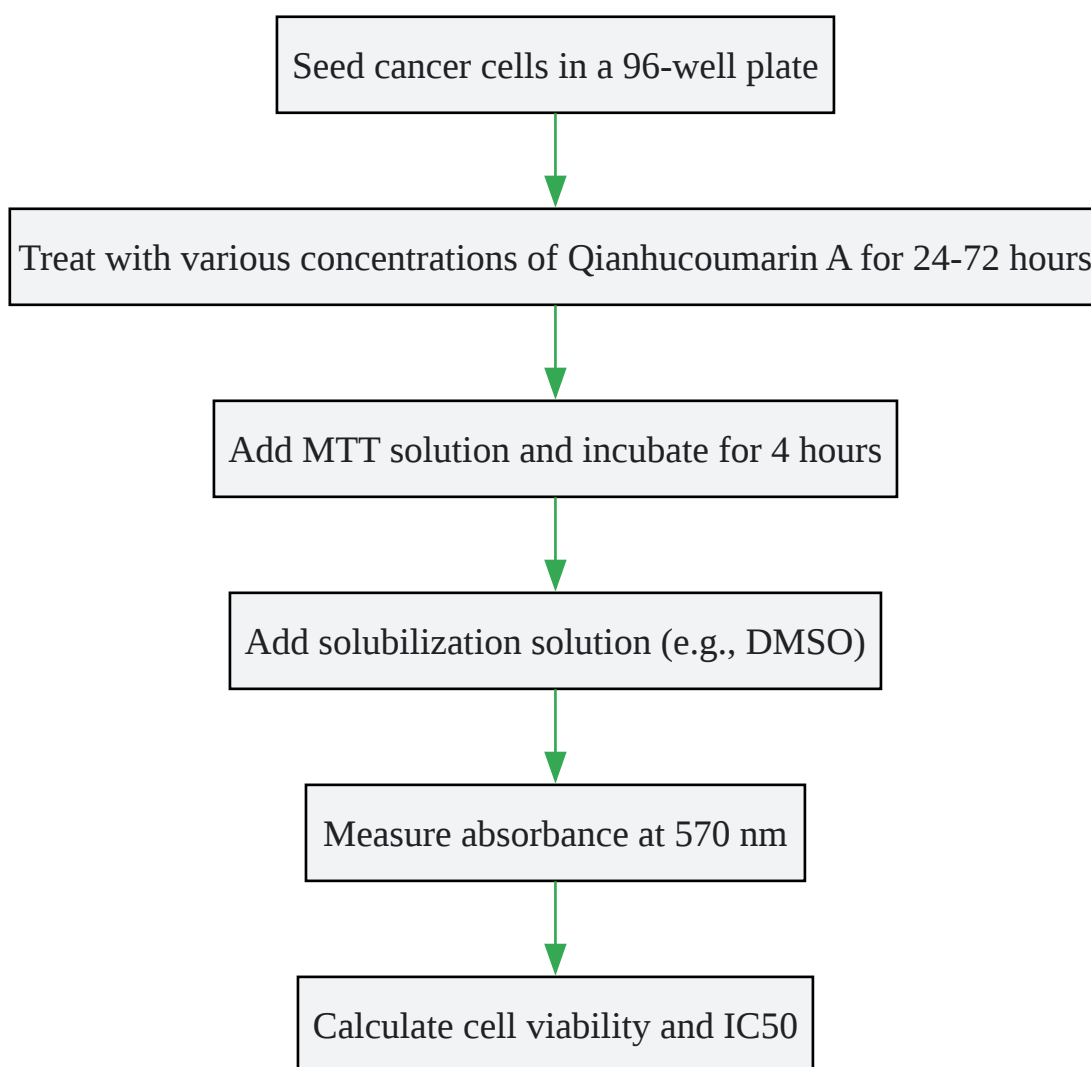 Seed cancer cells in a 96-well plate
Treat with various concentrations of Qianhucoumarin A for 24-72 hours
Add MTT solution and incubate for 4 hours
Add solubilization solution (e.g., DMSO)
Measure absorbance at 570 nm
Calculate cell viability and IC50